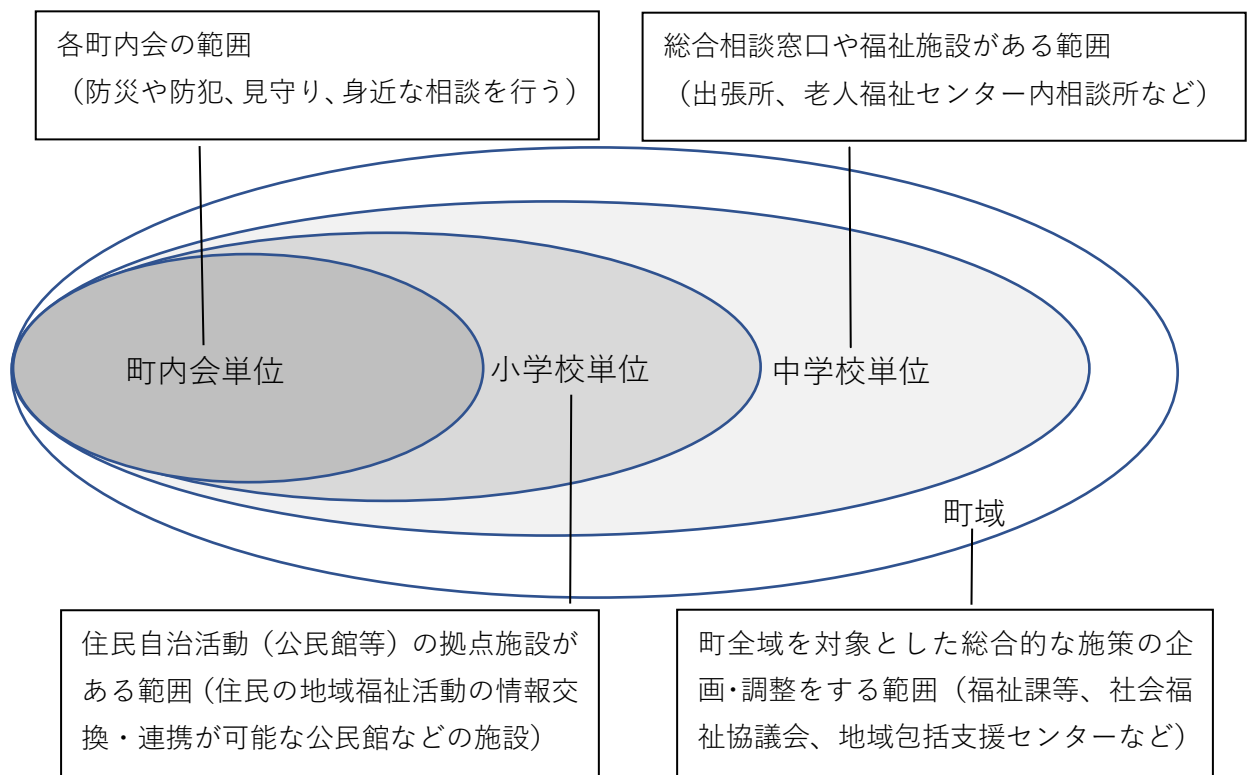 各町内会の範囲
（防災や防犯、見守り、身近な相談を行う）
総合相談窓口や福祉施設がある範囲
（出張所、老人福祉センター内相談所など）
町内会単位
小学校単位
中学校単位
町域
住民自治活動（公民館等）の拠点施設が
ある範囲（住民の地域福祉活動の情報交
換・連携が可能な公民館などの施設）
町全域を対象とした総合的な施策の企
画・調整をする範囲（福祉課等、社会福
祉協議会、地域包括支援センターなど）